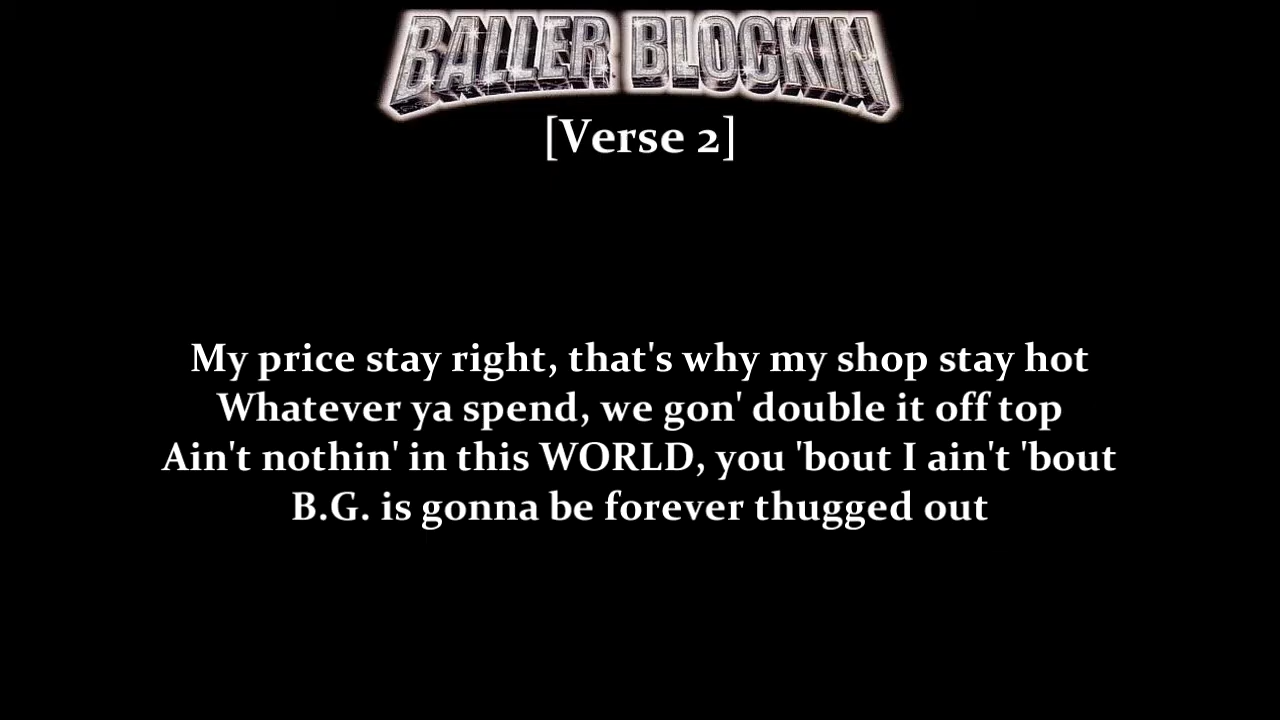 BALLER BLOCKIN
[Verse 2]
My price stay right, that's why my shop stay hot
Whatever ya spend, we gon' double it off top
Ain't nothin' in this WORLD, you 'bout I ain't 'bout
B.G. is gonna be forever thugged out